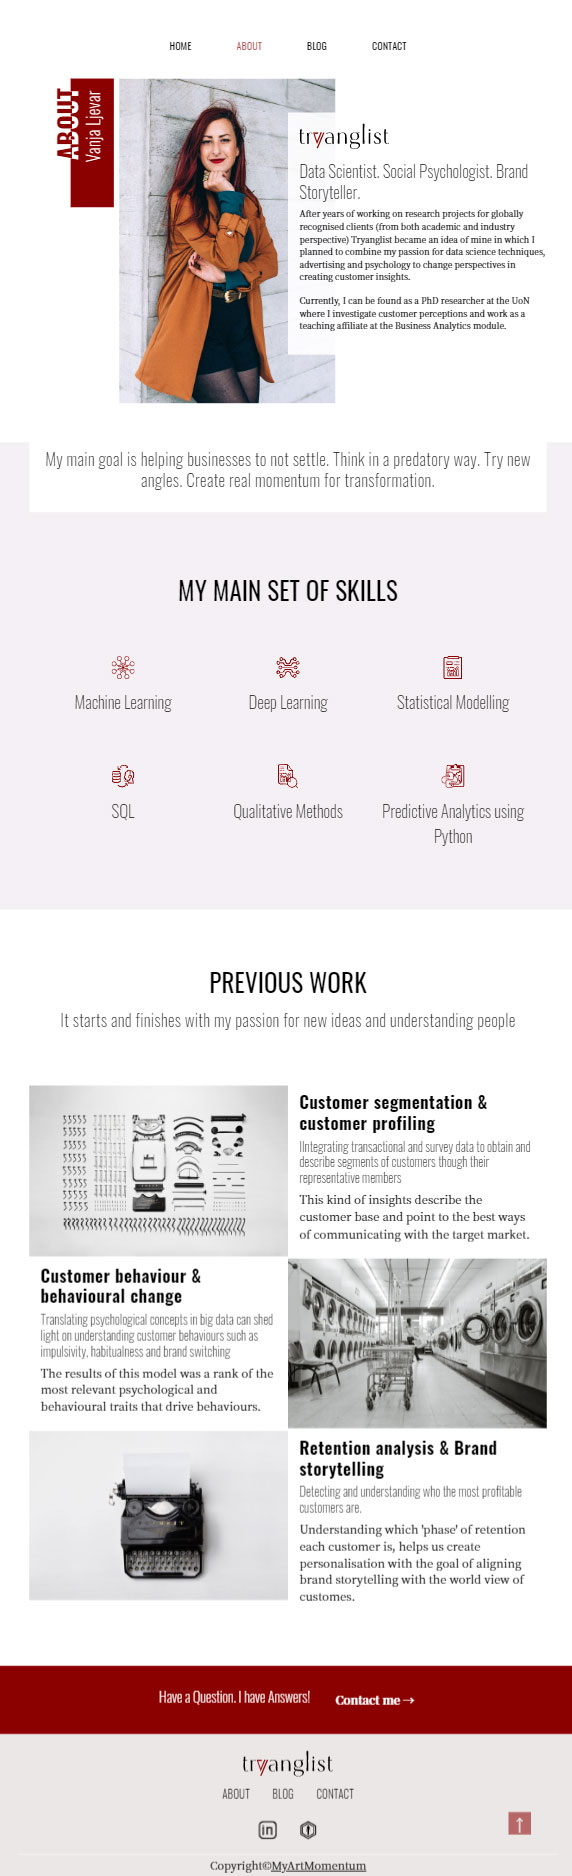 HOME ABOUT BLOG CONTACT
ABOUT
Vanja Ljevar
tryanglist
Data Scientist. Social Psychologist. Brand
Storyteller.
After years of working on research projects for globally
recognised clients (from both academic and industry
perspective) Tryanglist became an idea of mine in which I
planned to combine my passion for data science techniques,
advertising and psychology to change perspectives in
creating customer insights.
Currently, I can be found as a PhD researcher at the UoN
where I investigate customer perceptions and work as a
teaching affiliate at the Business Analytics module.
My main goal is helping businesses to not settle. Think in a predatory way. Try new
angles. Create real momentum for transformation.
MY MAIN SET OF SKILLS
Machine Learning
Deep Learning
Statistical Modelling
SQL
Qualitative Methods
Predictive Analytics using
Python
PREVIOUS WORK
It starts and finishes with my passion for new ideas and understanding people
Customer segmentation &
customer profiling
IIntegrating transactional and survey data to obtain and
describe segments of customers though their
representative members
This kind of insights describe the
customer base and point to the best ways
of communicating with the target market.
Customer behaviour &
behavioural change
Translating psychological concepts in big data can shed
light on understanding customer behaviours such as
impulsivity, habitualness and brand switching
The results of this model was a rank of the
most relevant psychological and
behavioural traits that drive behaviours.
Retention analysis & Brand
storytelling
Detecting and understanding who the most profitable
customers are.
Understanding which 'phase' of retention
each customer is, helps us create
personalisation with the goal of aligning
brand storytelling with the world view of
customes.
Have a Question. I have Answers! Contact me →
tryanglist
ABOUT BLOG CONTACT
in
Copyright©MyArtMomentum